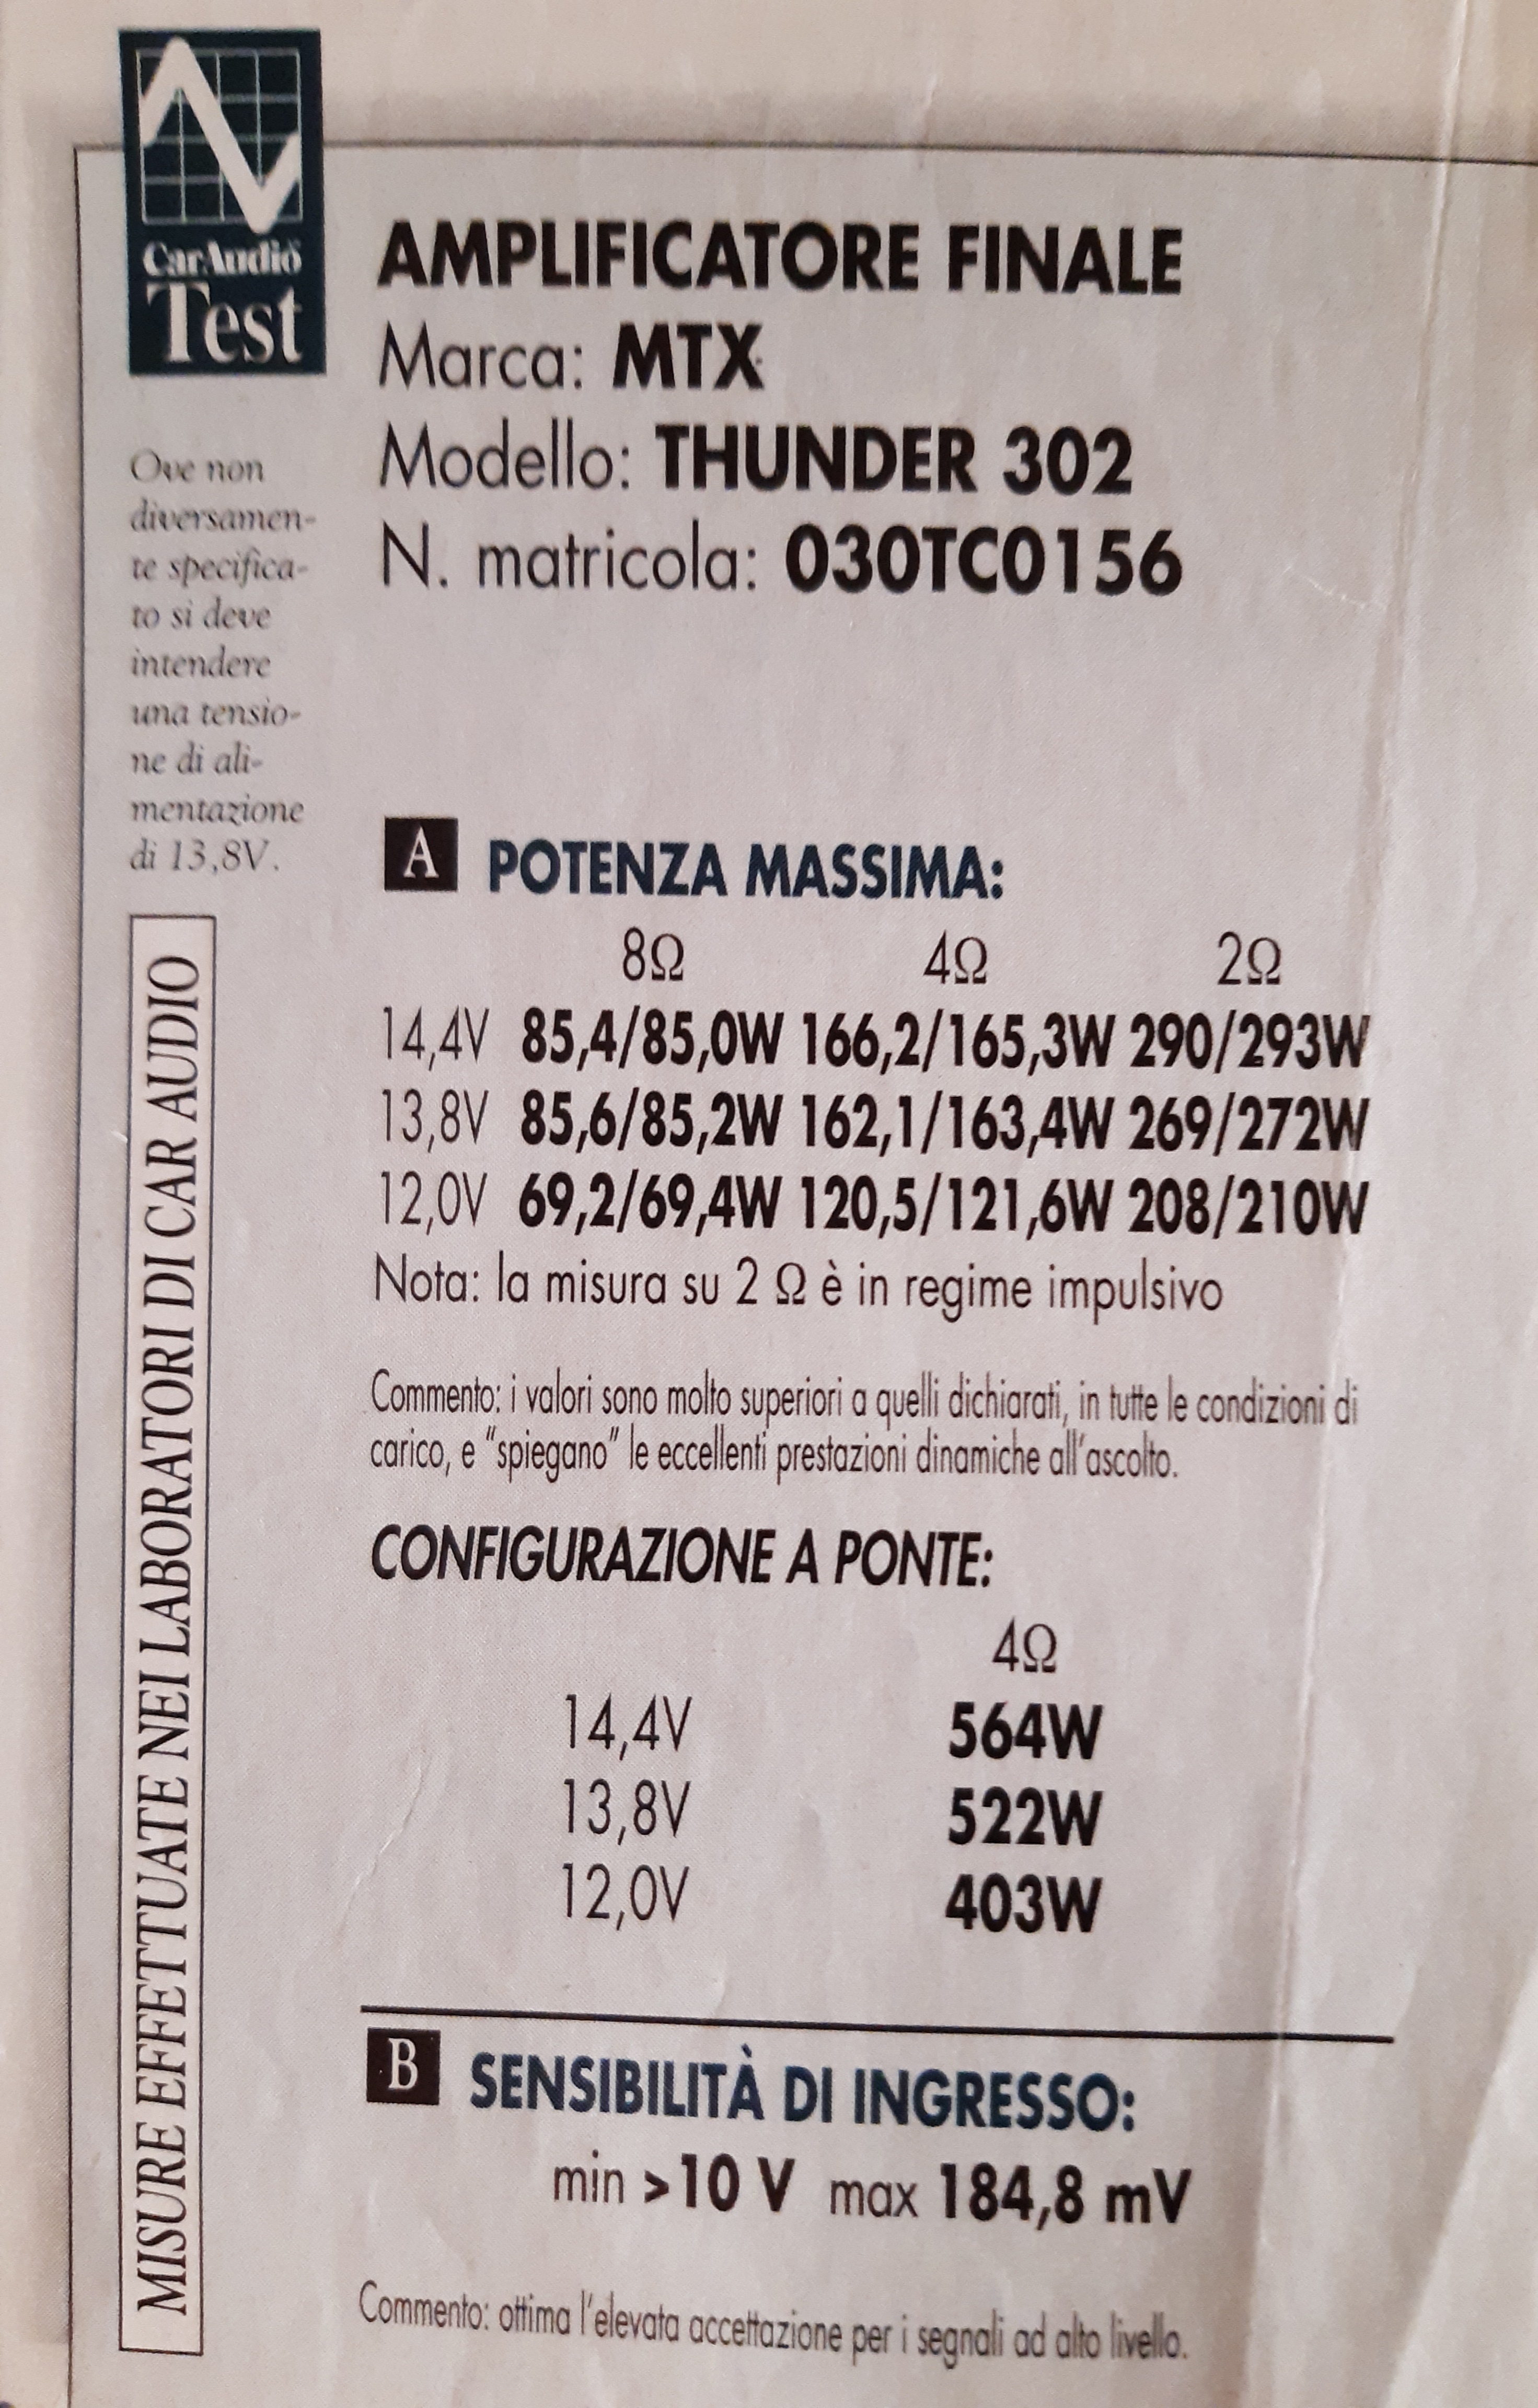 CarAudio
Test
AMPLIFICATORE FINALE
Marca: MTX
Modello: THUNDER 302
N. matricola: 030TC0156
Ove non
diversamen-
te specifica-
to si deve
intendere
una tensio-
ne di ali-
mentazione
di 13,8V.
MISURE EFFETTUATE NEI LABORATORI DI CAR AUDIO
A POTENZA MASSIMA:
8Ω 4Ω 2Ω
14,4V 85,4/85,0W 166,2/165,3W 290/293W
13,8V 85,6/85,2W 162,1/163,4W 269/272W
12,0V 69,2/69,4W 120,5/121,6W 208/210W
Nota: la misura su 2 Ω è in regime impulsivo
Commento: i valori sono molto superiori a quelli dichiarati, in tutte le condizioni di
carico, e "spiegano" le eccellenti prestazioni dinamiche all'ascolto.
CONFIGURAZIONE A PONTE:
4Ω
14,4V 564W
13,8V 522W
12,0V 403W
B SENSIBILITÀ DI INGRESSO:
min >10 V max 184,8 mV
Commento: ottima l'elevata accettazione per i segnali ad alto livello.